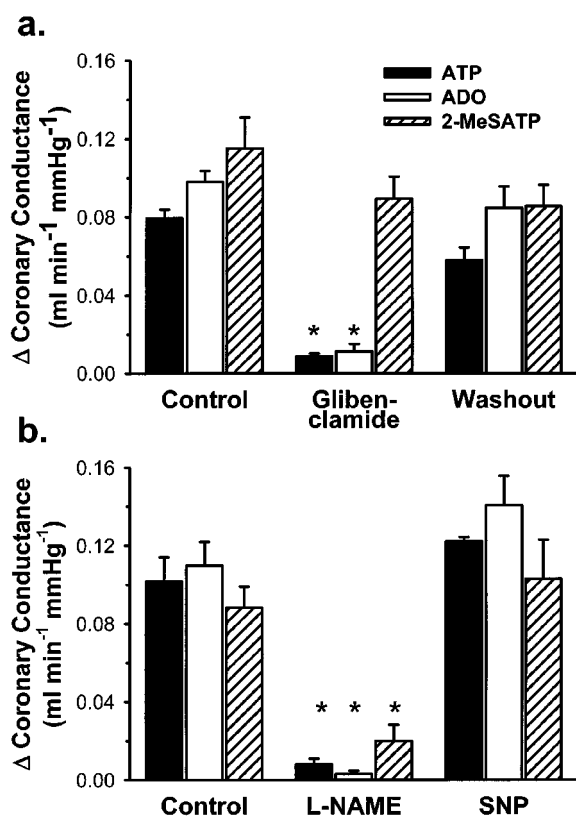 a.
Δ Coronary Conductance
(ml min⁻¹ mmHg⁻¹)
0.16
0.12
0.08
0.04
0.00
ATP
ADO
2-MeSATP
* *
Control
Gliben-
clamide
Washout
b.
Δ Coronary Conductance
(ml min⁻¹ mmHg⁻¹)
0.16
0.12
0.08
0.04
0.00
* * *
Control
L-NAME
SNP